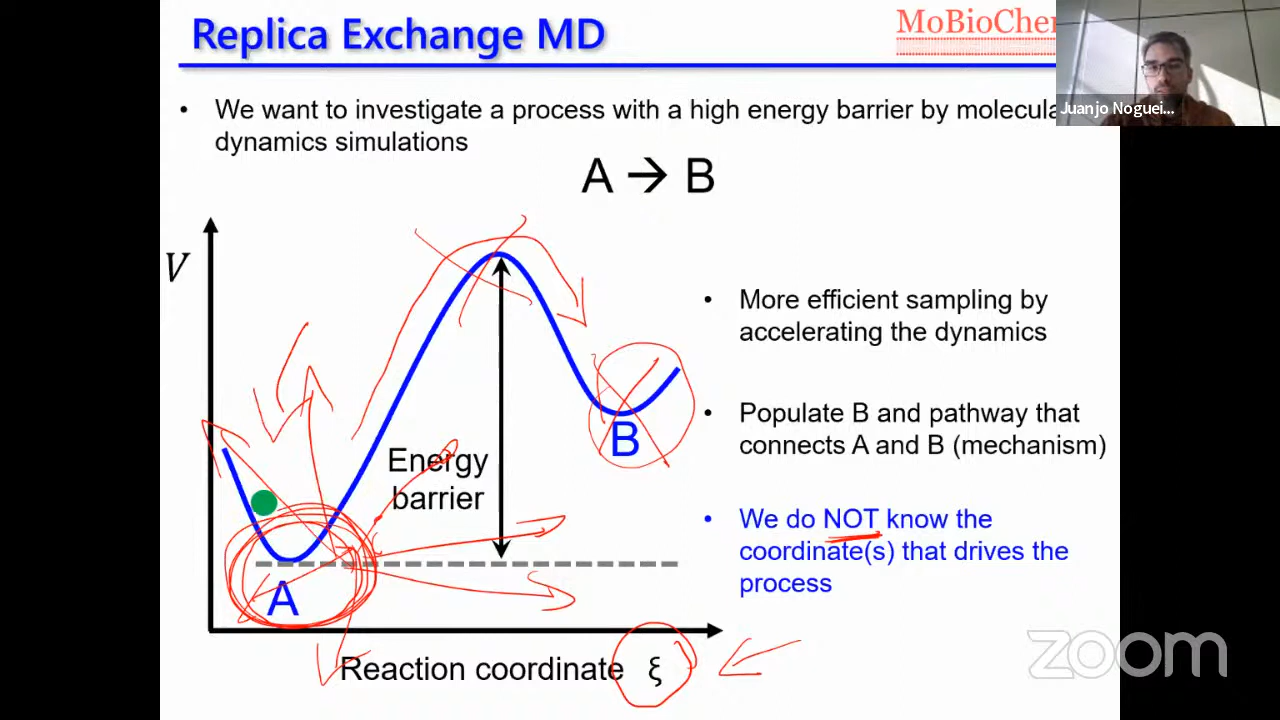 Replica Exchange MD
MoBioChem
Juanjo Noguei...
• We want to investigate a process with a high energy barrier by
dynamics simulations
A → B
V
• More efficient sampling by
accelerating the dynamics
• Populate B and pathway that
connects A and B (mechanism)
B
Energy
barrier
• We do NOT know the
coordinate(s) that drives the
process
A
Reaction coordinate ξ
zoom